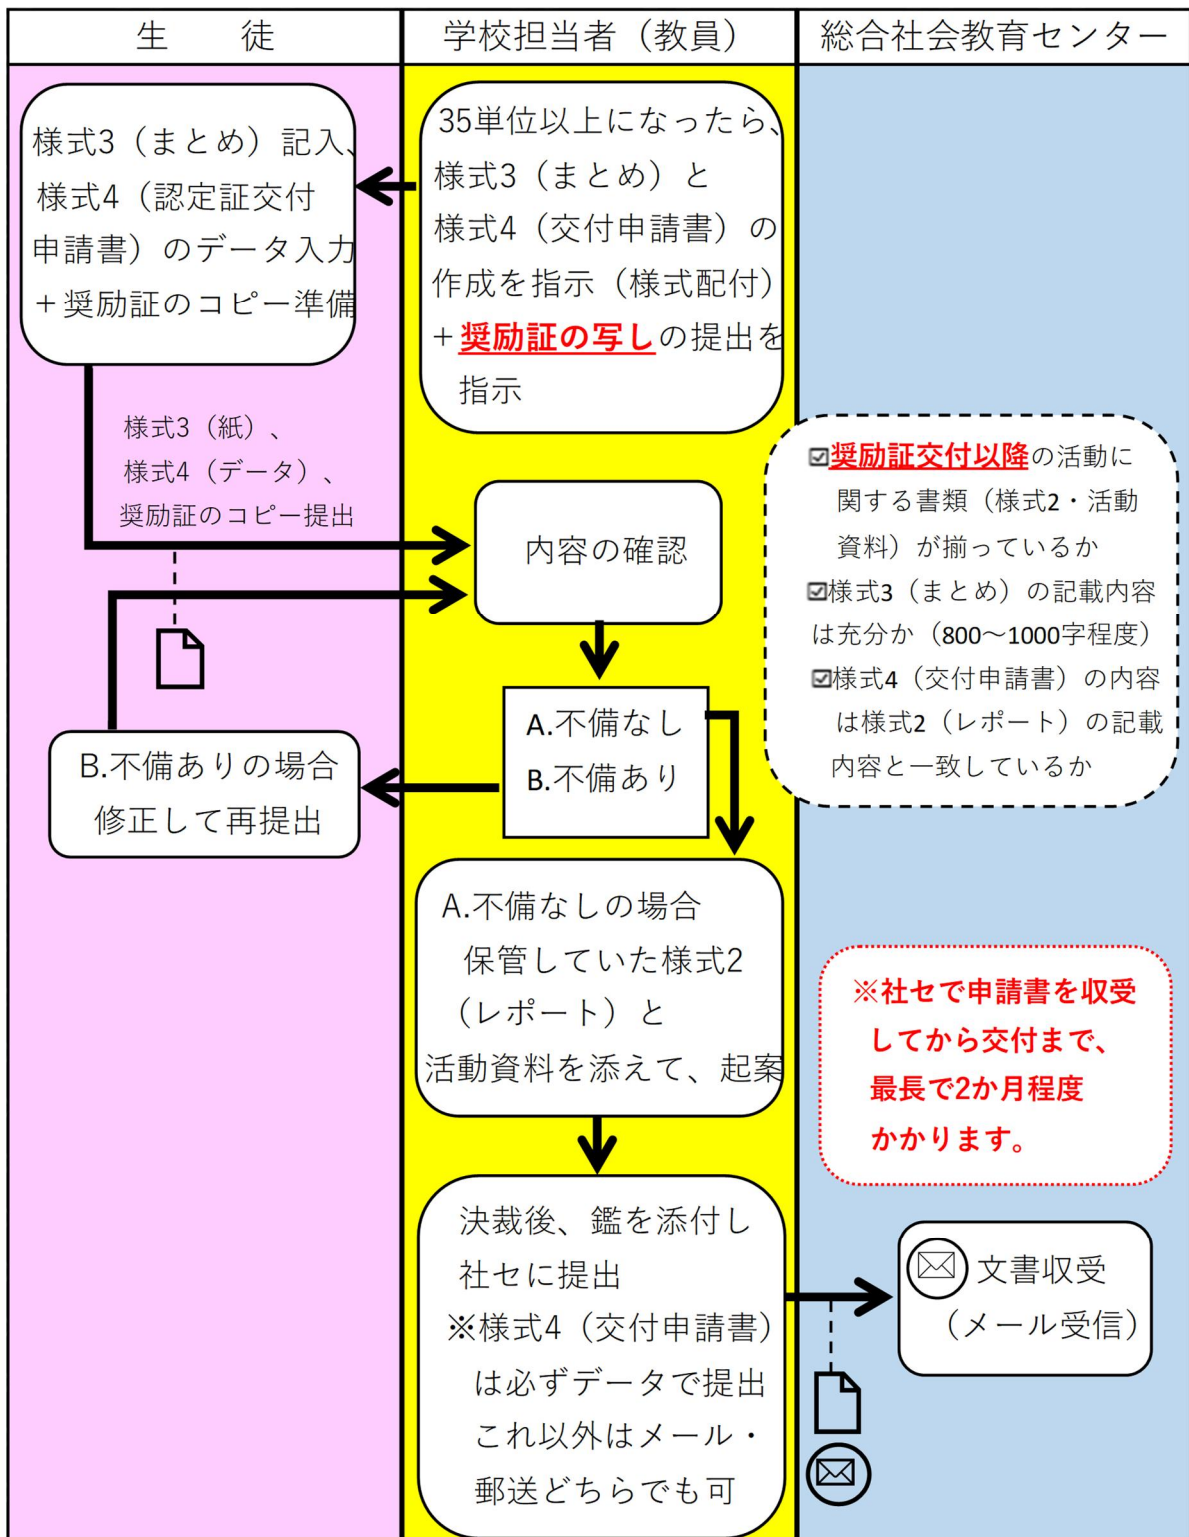 生　徒
学校担当者（教員）
総合社会教育センター
35単位以上になったら、
様式3（まとめ）と
様式4（交付申請書）の
作成を指示（様式配付）
＋奨励証の写しの提出を
指示
様式3（まとめ）記入、
様式4（認定証交付
申請書）のデータ入力
＋奨励証のコピー準備
様式3（紙）、
様式4（データ）、
奨励証のコピー提出
内容の確認
☑奨励証交付以降の活動に
関する書類（様式2・活動
資料）が揃っているか
☑様式3（まとめ）の記載内容
は充分か（800～1000字程度）
☑様式4（交付申請書）の内容
は様式2（レポート）の記載
内容と一致しているか
A.不備なし
B.不備あり
B.不備ありの場合
修正して再提出
A.不備なしの場合
保管していた様式2
（レポート）と
活動資料を添えて、起案
※社セで申請書を収受
してから交付まで、
最長で2か月程度
かかります。
決裁後、鑑を添付し
社セに提出
※様式4（交付申請書）
は必ずデータで提出
これ以外はメール・
郵送どちらでも可
文書収受
（メール受信）